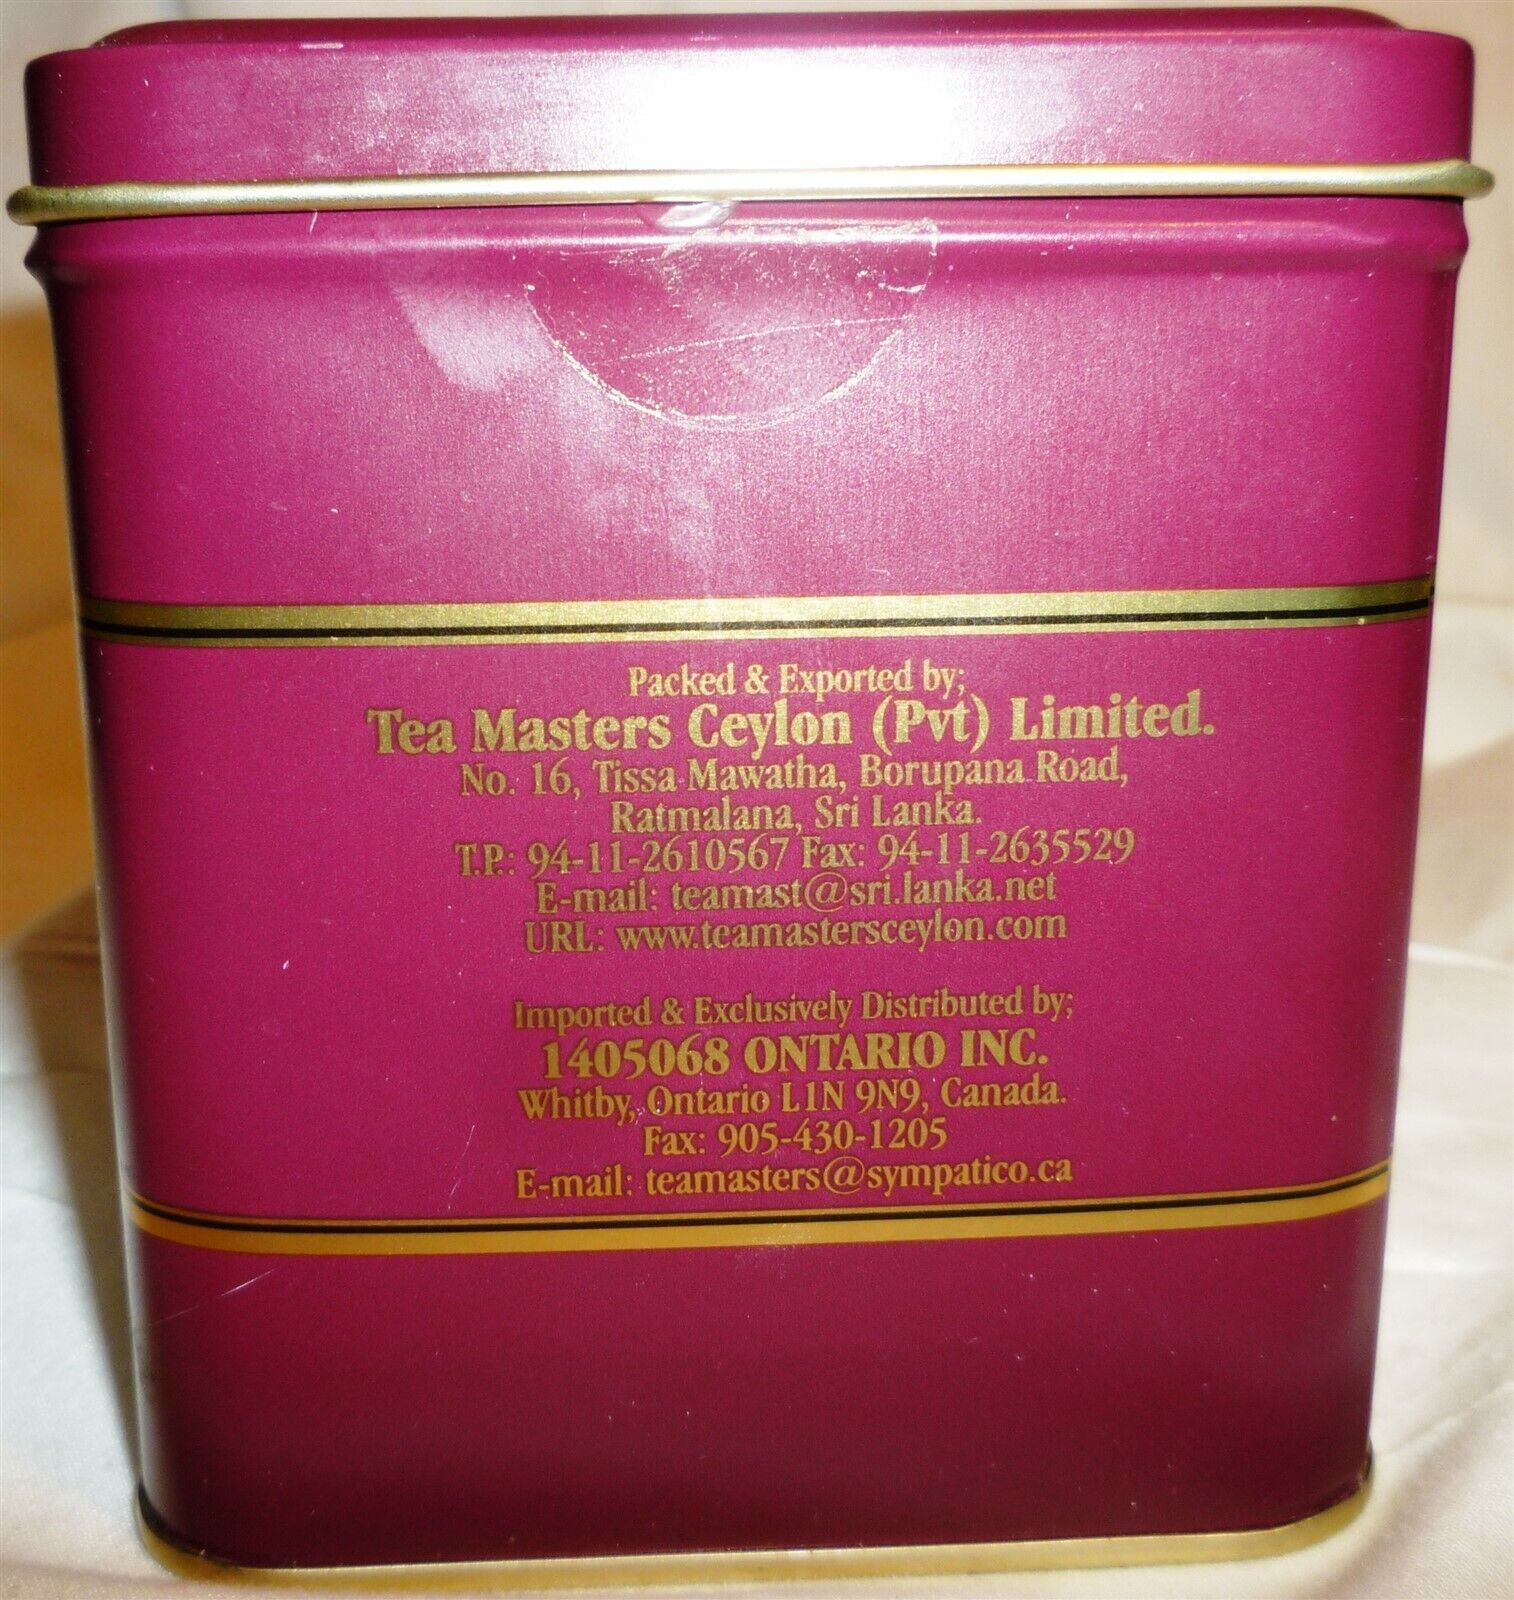 Packed & Exported by;
Tea Masters Ceylon (Pvt) Limited.
No. 16, Tissa Mawatha, Borupana Road,
Ratmalana, Sri Lanka.
T.P.: 94-11-2610567 Fax: 94-11-2635529
E-mail: teamast@sri.lanka.net
URL: www.teamastersceylon.com
Imported & Exclusively Distributed by;
1405068 ONTARIO INC.
Whitby, Ontario L1N 9N9, Canada.
Fax: 905-430-1205
E-mail: teamasters@sympatico.ca